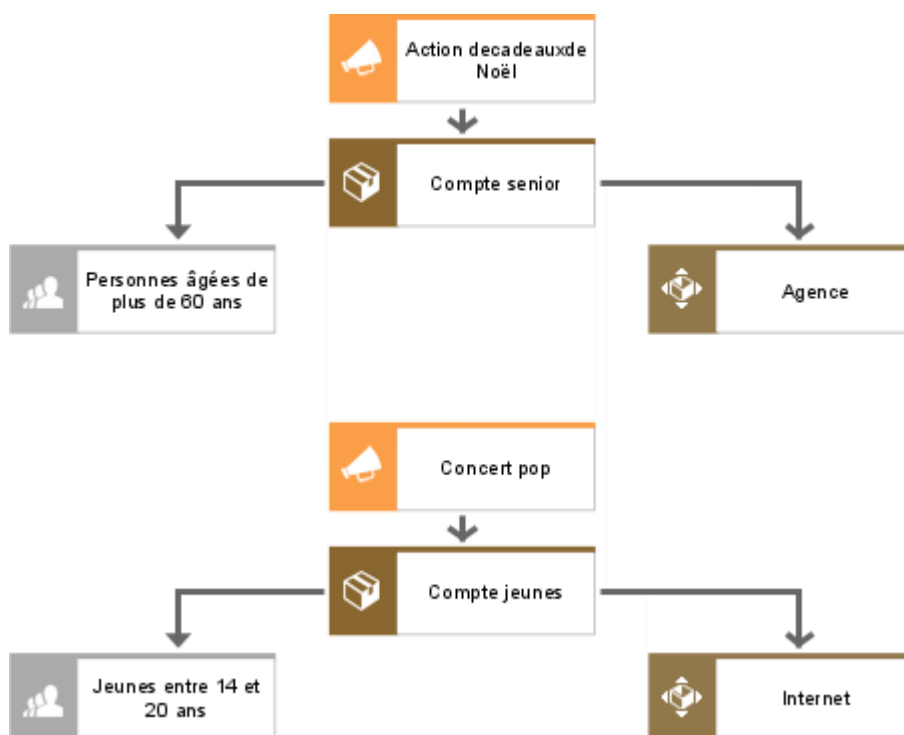 Action decadeauxde
Noël
Compte senior
Personnes âgées de
plus de 60 ans
Agence
Concert pop
Compte jeunes
Jeunes entre 14 et
20 ans
Internet